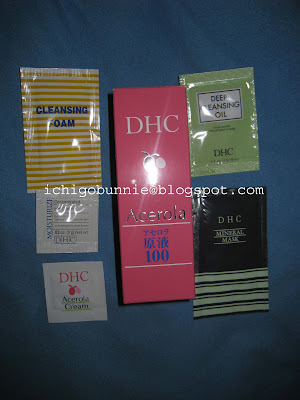 CLEANSING
FOAM
DHC
DEEP
CLEANSING
OIL
DHC
ichigobunnie@blogspot.com
MOISTURIZE
DHC
Acerola
アセロラ
原液
100
DHC
MINERAL
MASK
DHC
Acerola
Cream